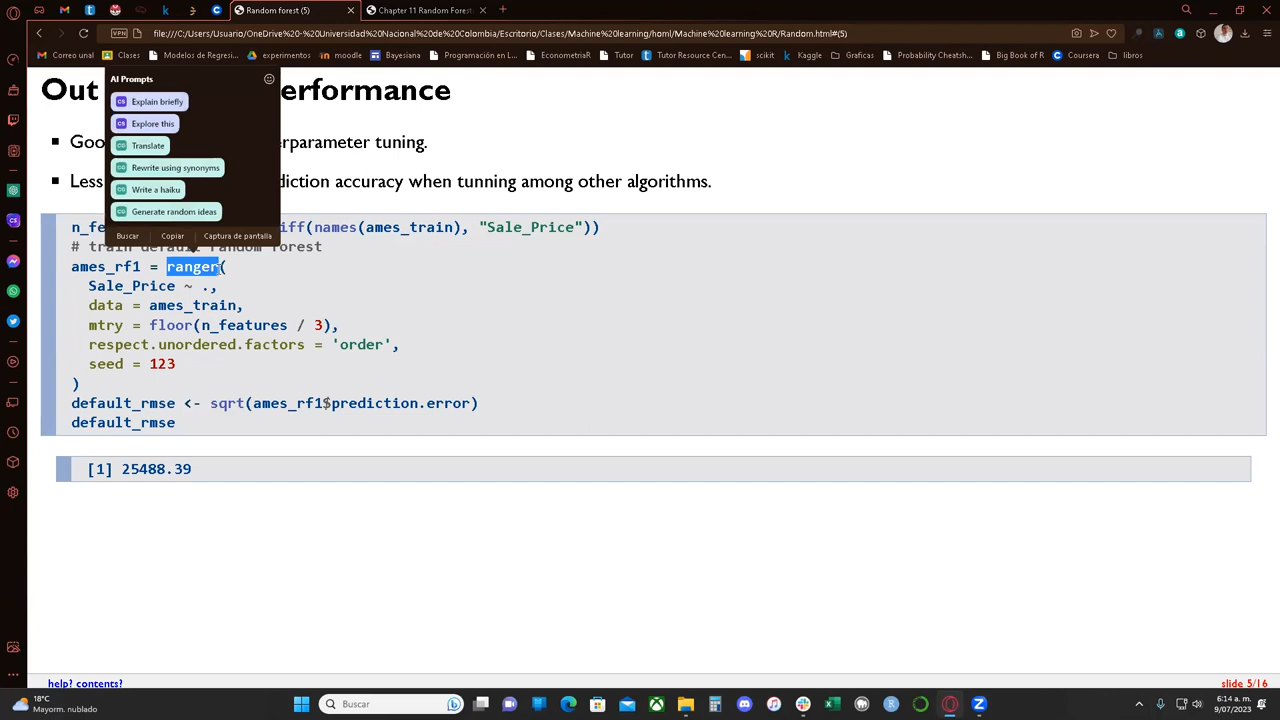 Random forest (5)
Chapter 11 Random Fores
VPN
file:///C:/Users/Usuario/OneDrive%20-%20Universidad%20Nacional%20de%20Colombia/Escritorio/Clases/Machine%20learning/homl/Machine%20learning%20R/Random.html#(5)
Correo unal
Clases
Modelos de Regresi...
experimentos
moodle
Bayesiana
Programación en L...
EconometriaR
Tutor
Tutor Resource Cen...
scikit
Kaggle
Graficas
Probability Cheatsh...
Big Book of R
Coursera
libros
Out
erformance
AI Prompts
Explain briefly
Explore this
Translate
Rewrite using synonyms
Write a haiku
Generate random ideas
Buscar
Copiar
Captura de pantalla
Goo
erparameter tuning.
Less
diction accuracy when tunning among other algorithms.
n_fe
iff(names(ames_train), "Sale_Price"))
# train default random forest
ames_rf1 = ranger(
Sale_Price ~ .,
data = ames_train,
mtry = floor(n_features / 3),
respect.unordered.factors = 'order',
seed = 123
)
default_rmse <- sqrt(ames_rf1$prediction.error)
default_rmse
[1] 25488.39
help? contents?
slide 5/16
18°C
Mayorm. nublado
Buscar
6:14 a. m.
9/07/2023